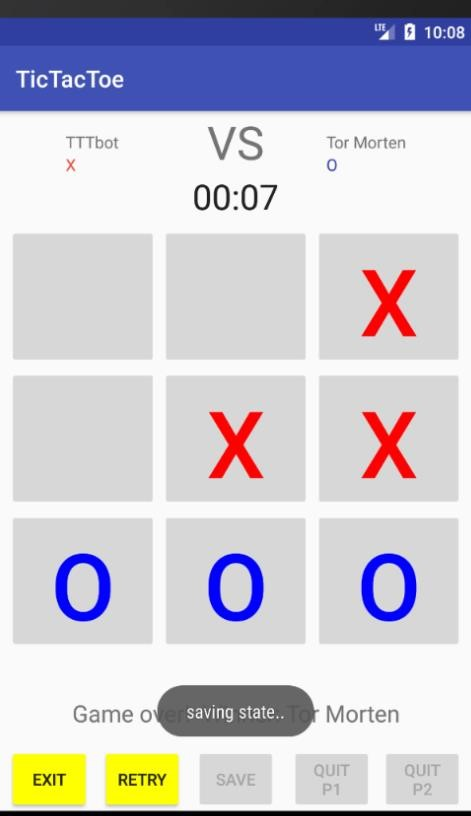 LTE 10:08
TicTacToe
TTTbot VS Tor Morten
X O
00:07
X
X X
O O O
Game over Tor Morten
saving state..
EXIT RETRY SAVE QUIT P1 QUIT P2